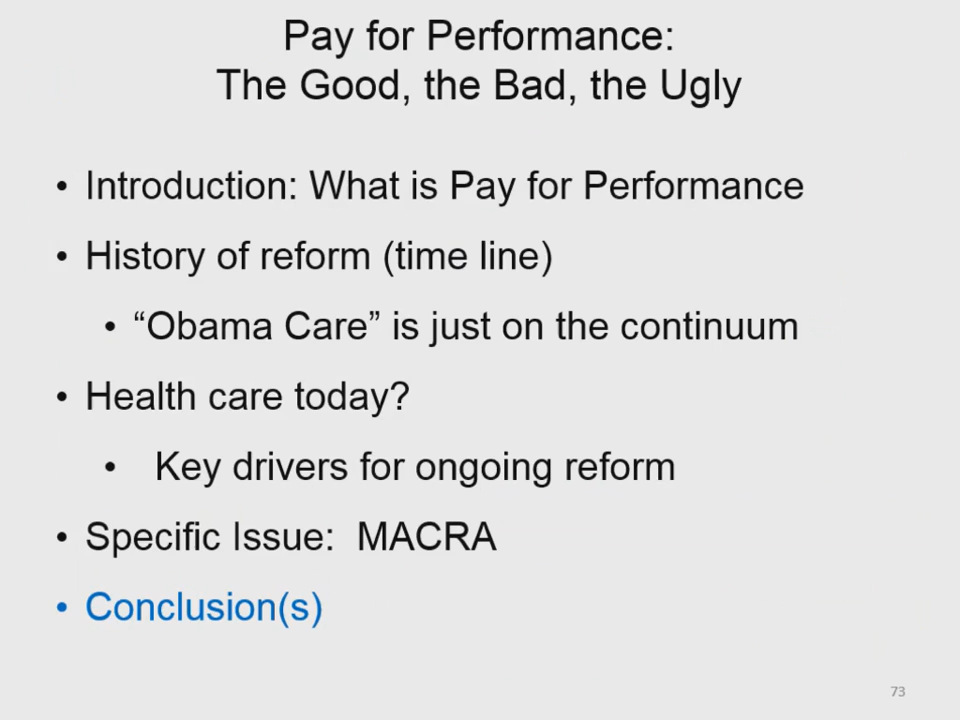 Pay for Performance:
The Good, the Bad, the Ugly
• Introduction: What is Pay for Performance
• History of reform (time line)
• “Obama Care” is just on the continuum
• Health care today?
• Key drivers for ongoing reform
• Specific Issue: MACRA
• Conclusion(s)
73